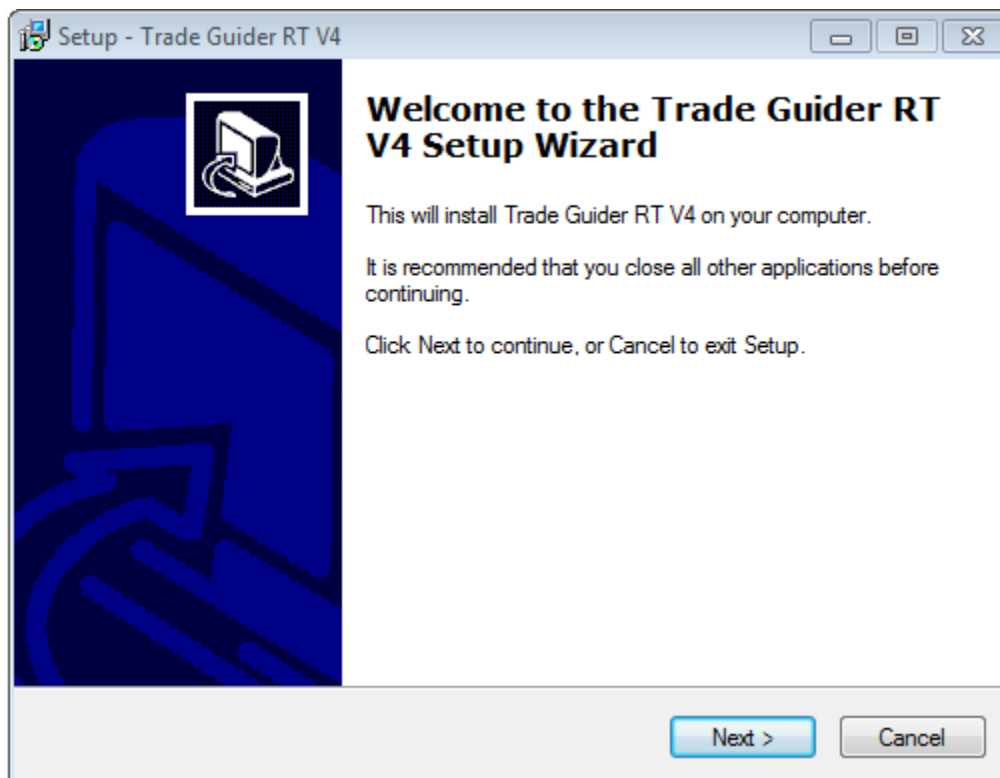 Setup - Trade Guider RT V4
Welcome to the Trade Guider RT
V4 Setup Wizard
This will install Trade Guider RT V4 on your computer.
It is recommended that you close all other applications before
continuing.
Click Next to continue, or Cancel to exit Setup.
Next >
Cancel